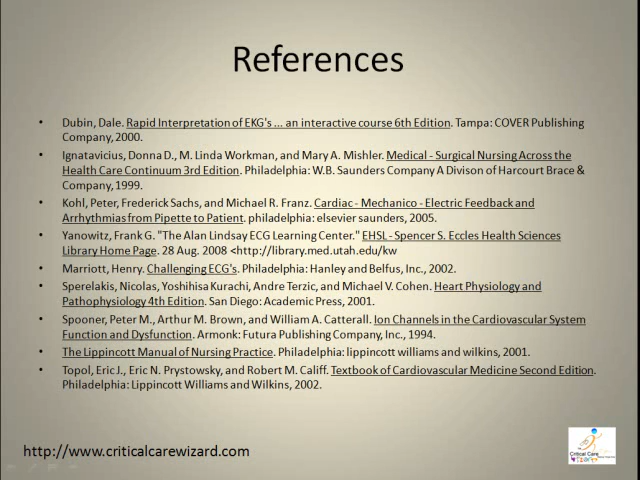 References
• Dubin, Dale. Rapid Interpretation of EKG's ... an interactive course 6th Edition. Tampa: COVER Publishing
Company, 2000.
• Ignatavicius, Donna D., M. Linda Workman, and Mary A. Mishler. Medical - Surgical Nursing Across the
Health Care Continuum 3rd Edition. Philadelphia: W.B. Saunders Company A Divison of Harcourt Brace &
Company, 1999.
• Kohl, Peter, Frederick Sachs, and Michael R. Franz. Cardiac - Mechanico - Electric Feedback and
Arrhythmias from Pipette to Patient. philadelphia: elsevier saunders, 2005.
• Yanowitz, Frank G. "The Alan Lindsay ECG Learning Center." EHSL - Spencer S. Eccles Health Sciences
Library Home Page. 28 Aug. 2008 <http://library.med.utah.edu/kw
• Marriott, Henry. Challenging ECG's. Philadelphia: Hanley and Belfus, Inc., 2002.
• Sperelakis, Nicolas, Yoshihisa Kurachi, Andre Terzic, and Michael V. Cohen. Heart Physiology and
Pathophysiology 4th Edition. San Diego: Academic Press, 2001.
• Spooner, Peter M., Arthur M. Brown, and William A. Catterall. Ion Channels in the Cardiovascular System
Function and Dysfunction. Armonk: Futura Publishing Company, Inc., 1994.
• The Lippincott Manual of Nursing Practice. Philadelphia: lippincott williams and wilkins, 2001.
• Topol, Eric J., Eric N. Prystowsky, and Robert M. Califf. Textbook of Cardiovascular Medicine Second Edition.
Philadelphia: Lippincott Williams and Wilkins, 2002.
http://www.criticalcarewizard.com
Critical Care